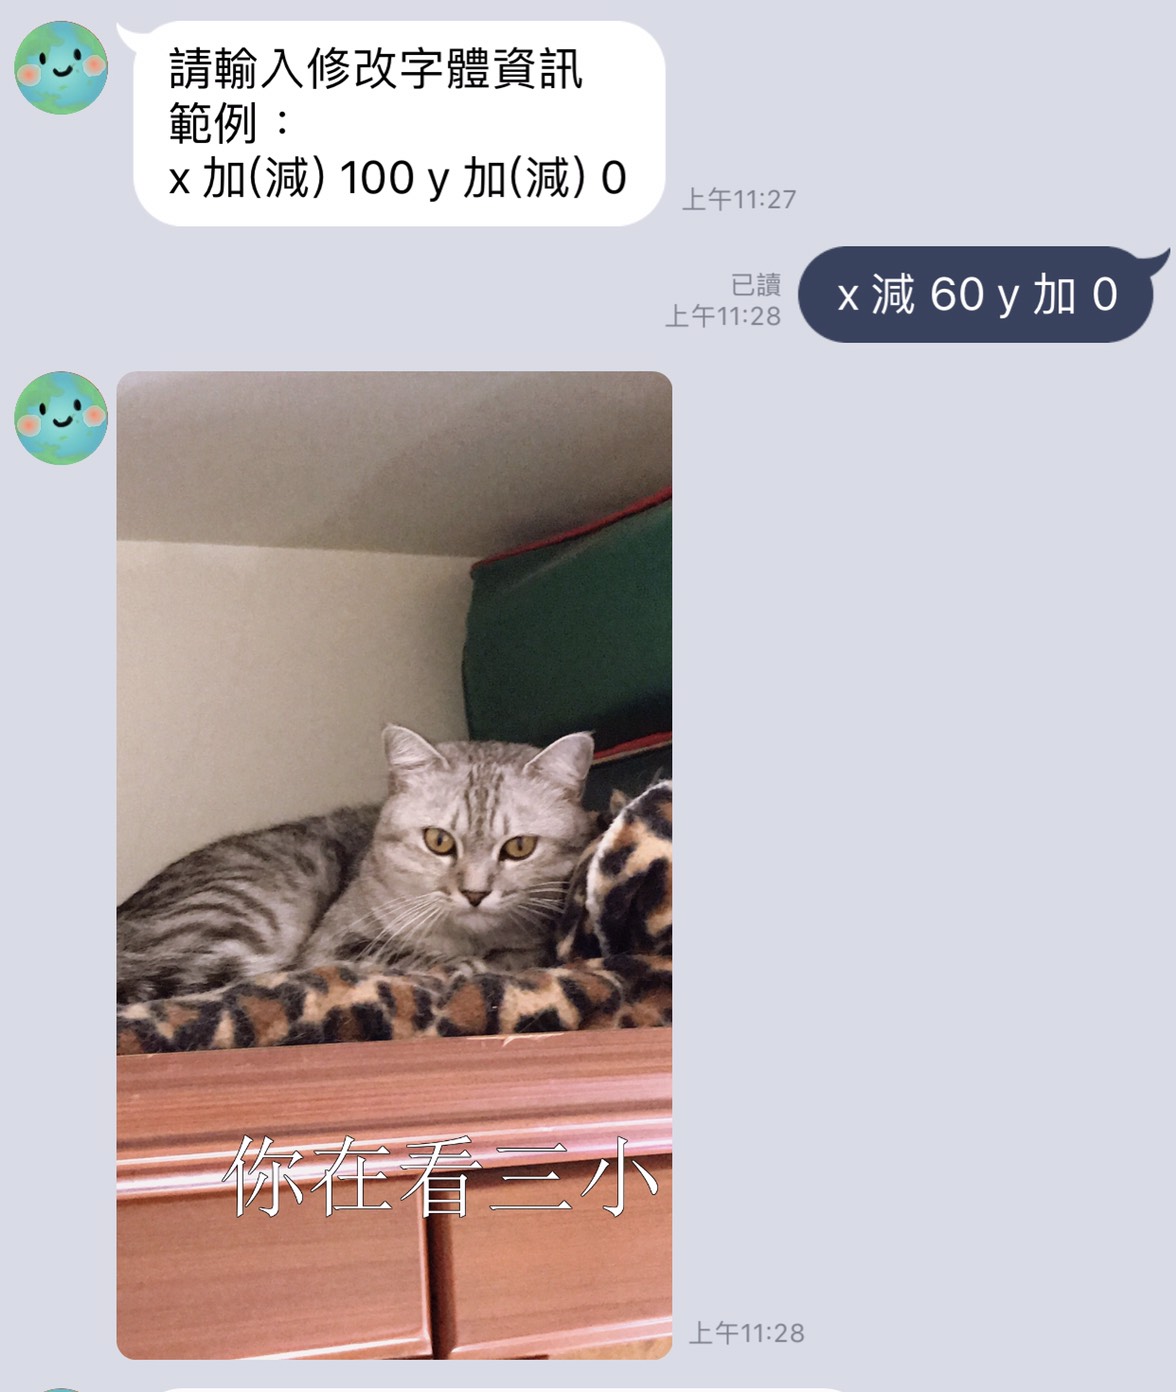 請輸入修改字體資訊
範例：
x 加(減) 100 y 加(減) 0
上午11:27
已讀
上午11:28
x 減 60 y 加 0
你在看三小
上午11:28